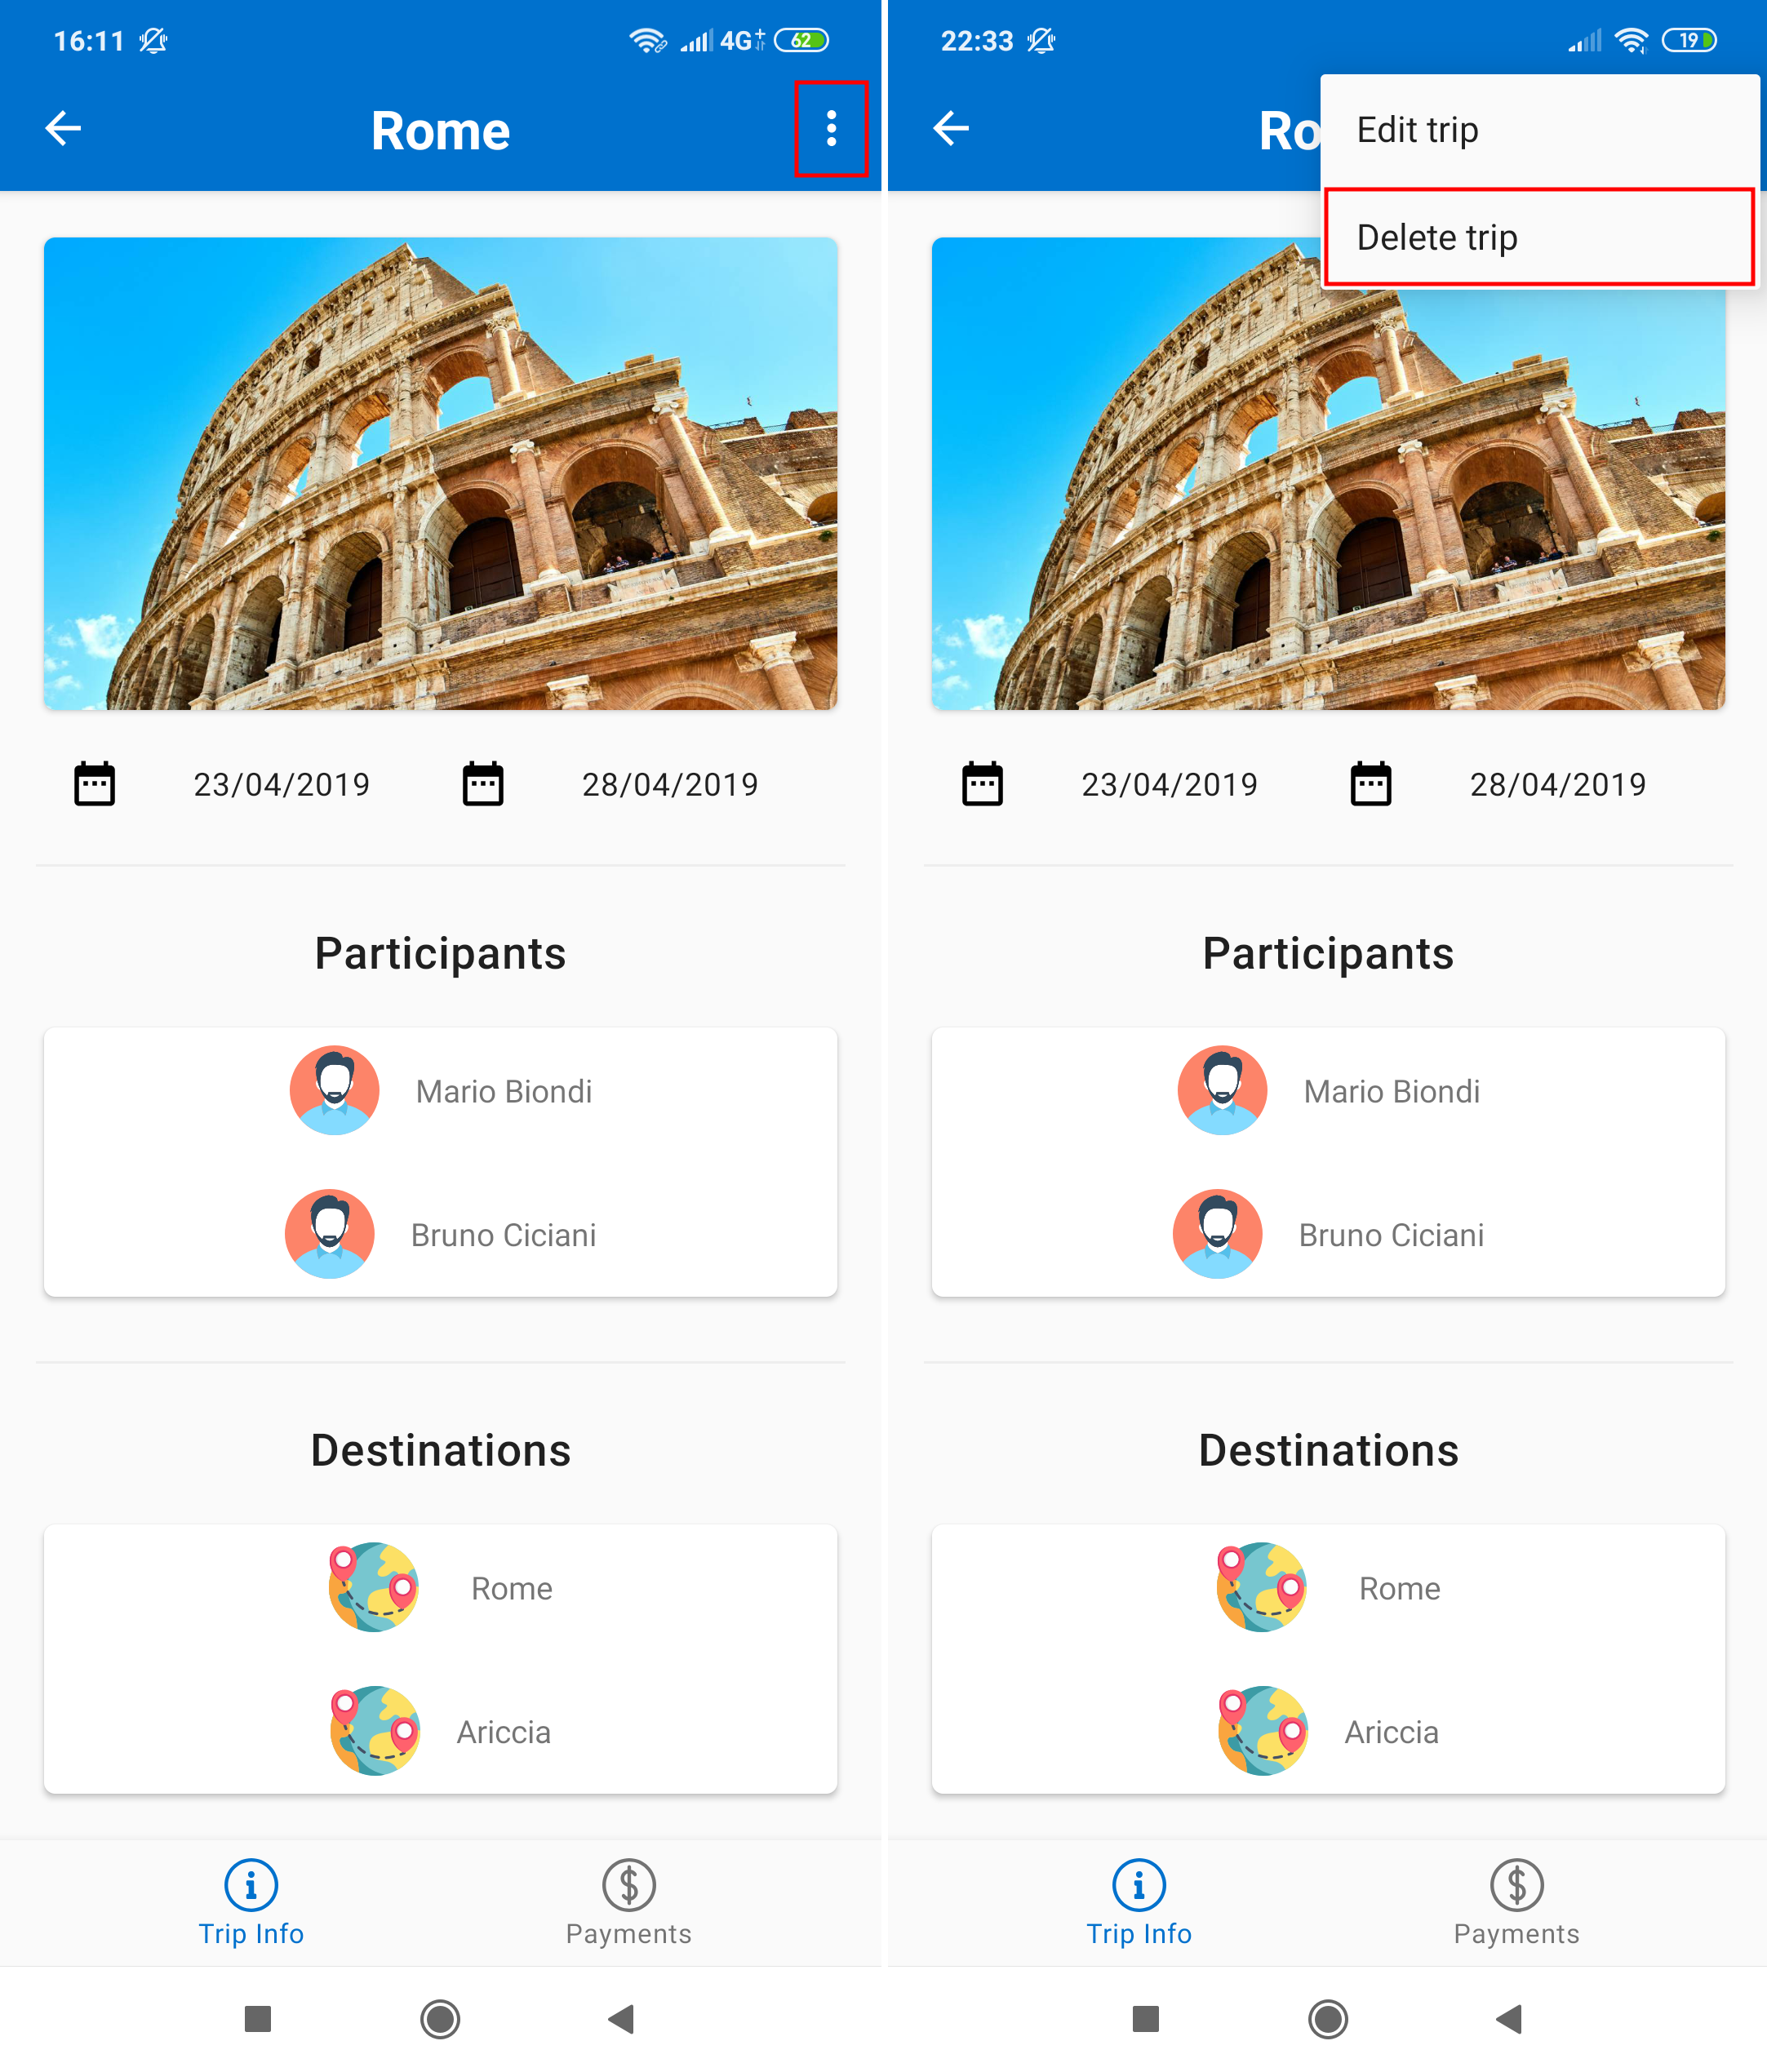 16:11
4G+
62
Rome
23/04/2019
28/04/2019
Participants
Mario Biondi
Bruno Ciciani
Destinations
Rome
Ariccia
Trip Info
Payments
22:33
19
Ro
Edit trip
Delete trip
23/04/2019
28/04/2019
Participants
Mario Biondi
Bruno Ciciani
Destinations
Rome
Ariccia
Trip Info
Payments